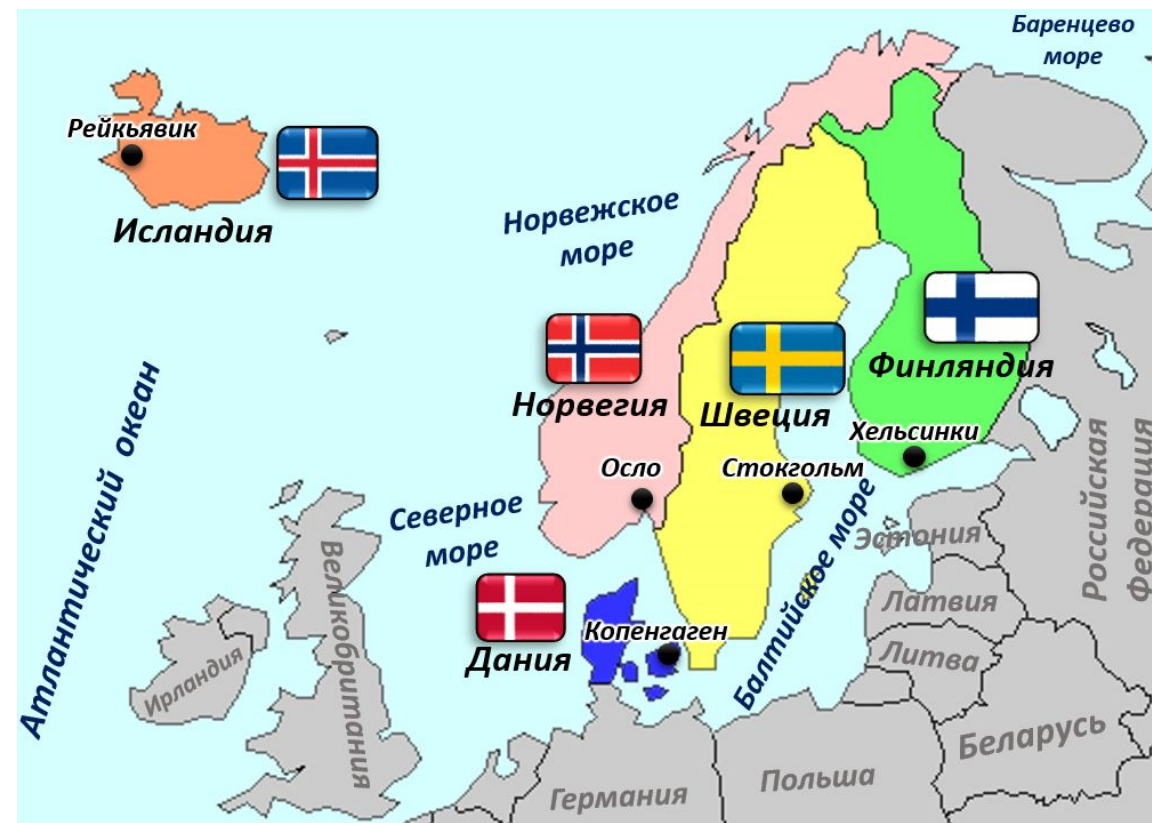 Баренцево
море
Рейкьявик
Исландия
Норвежское
море
Норвегия
Швеция
Финляндия
Хельсинки
Осло
Стокгольм
Атлантический океан
Северное
море
Балтийское море
Эстония
Российская
Федерация
Латвия
Литва
Дания
Копенгаген
Великобритания
Ирландия
Беларусь
Польша
Германия